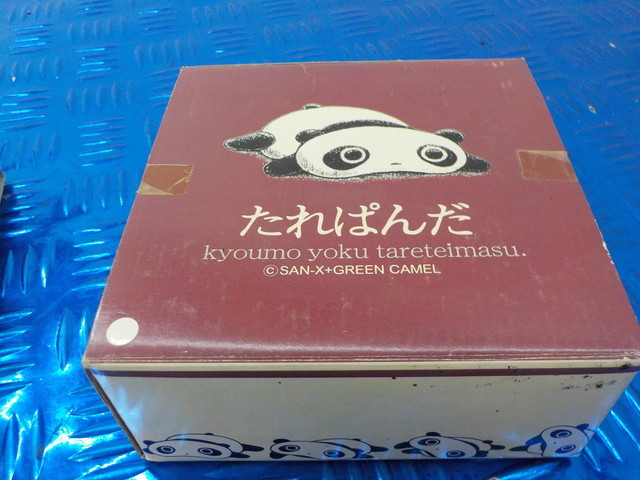 たれぱんだ
kyoumo yoku tareteimasu.
©SAN-X+GREEN CAMEL